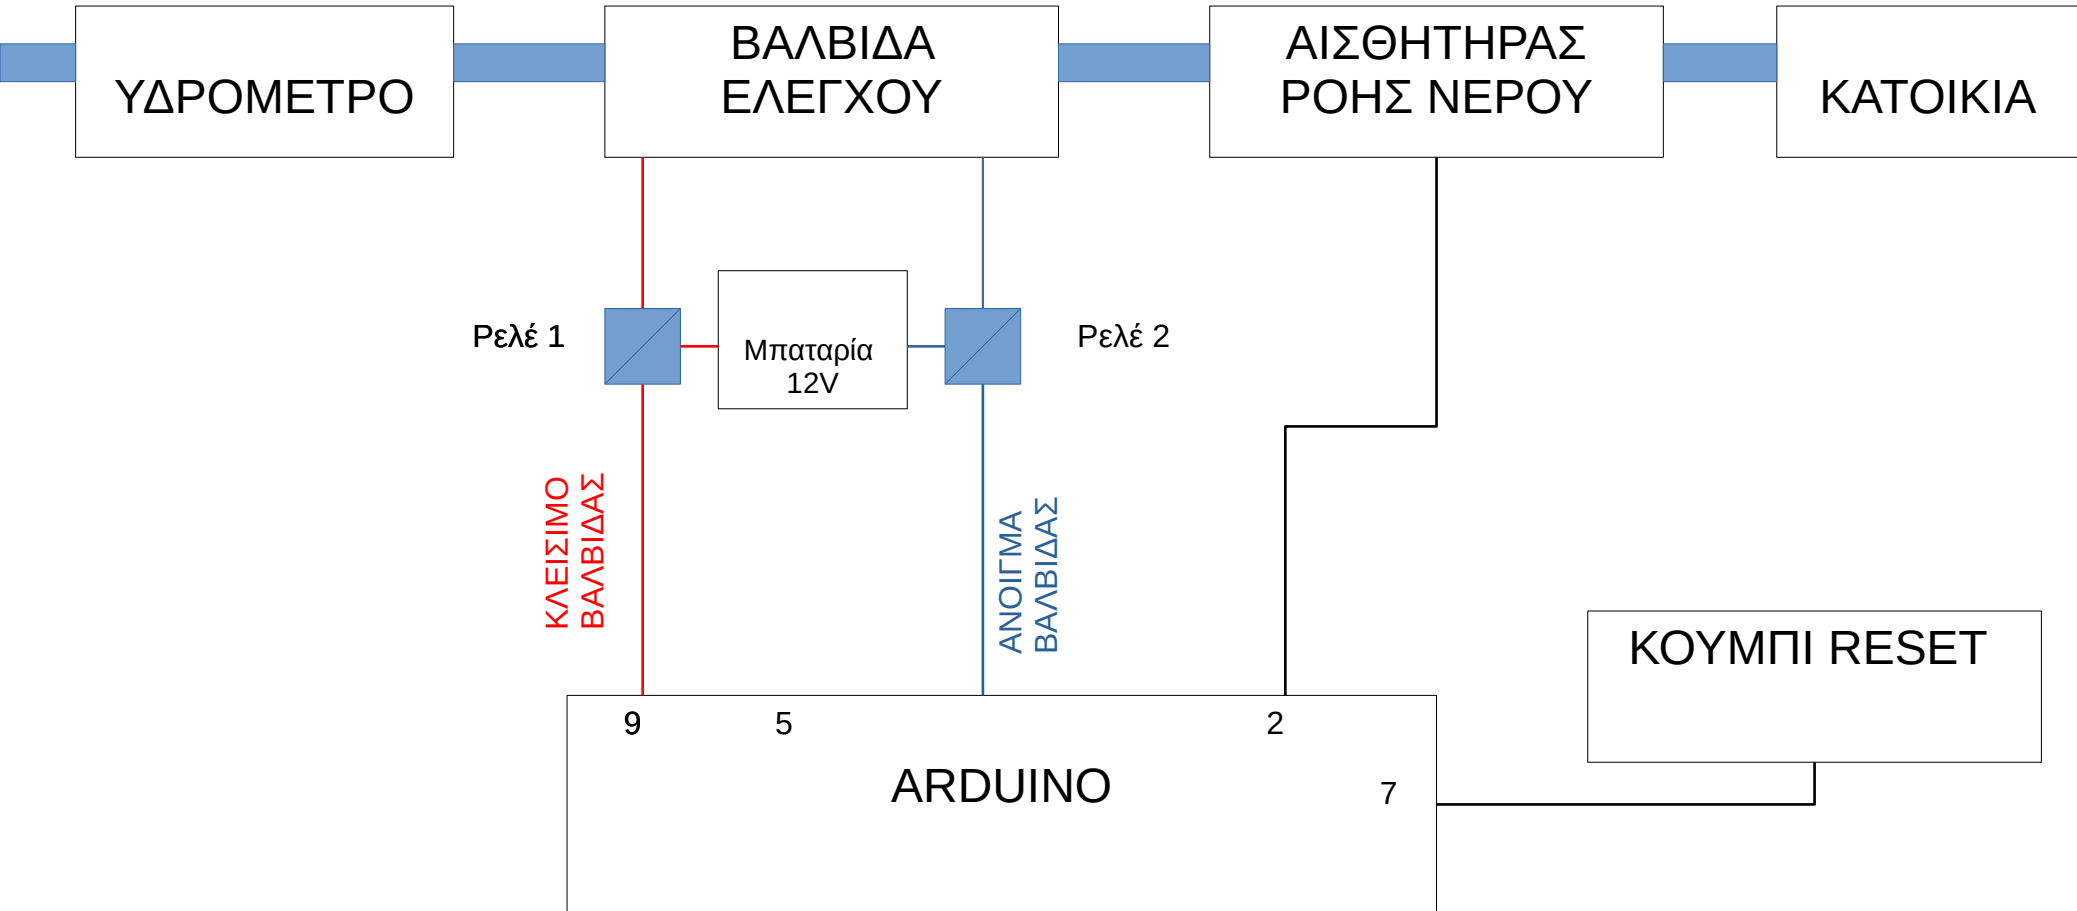 ΥΔΡΟΜΕΤΡΟ
ΒΑΛΒΙΔΑ
ΕΛΕΓΧΟΥ
ΑΙΣΘΗΤΗΡΑΣ
ΡΟΗΣ ΝΕΡΟΥ
ΚΑΤΟΙΚΙΑ
Ρελέ 1
Μπαταρία
12V
Ρελέ 2
ΚΛΕΙΣΙΜΟ
ΒΑΛΒΙΔΑΣ
ΑΝΟΙΓΜΑ
ΒΑΛΒΙΔΑΣ
ΚΟΥΜΠΙ RESET
9
5
2
ARDUINO
7